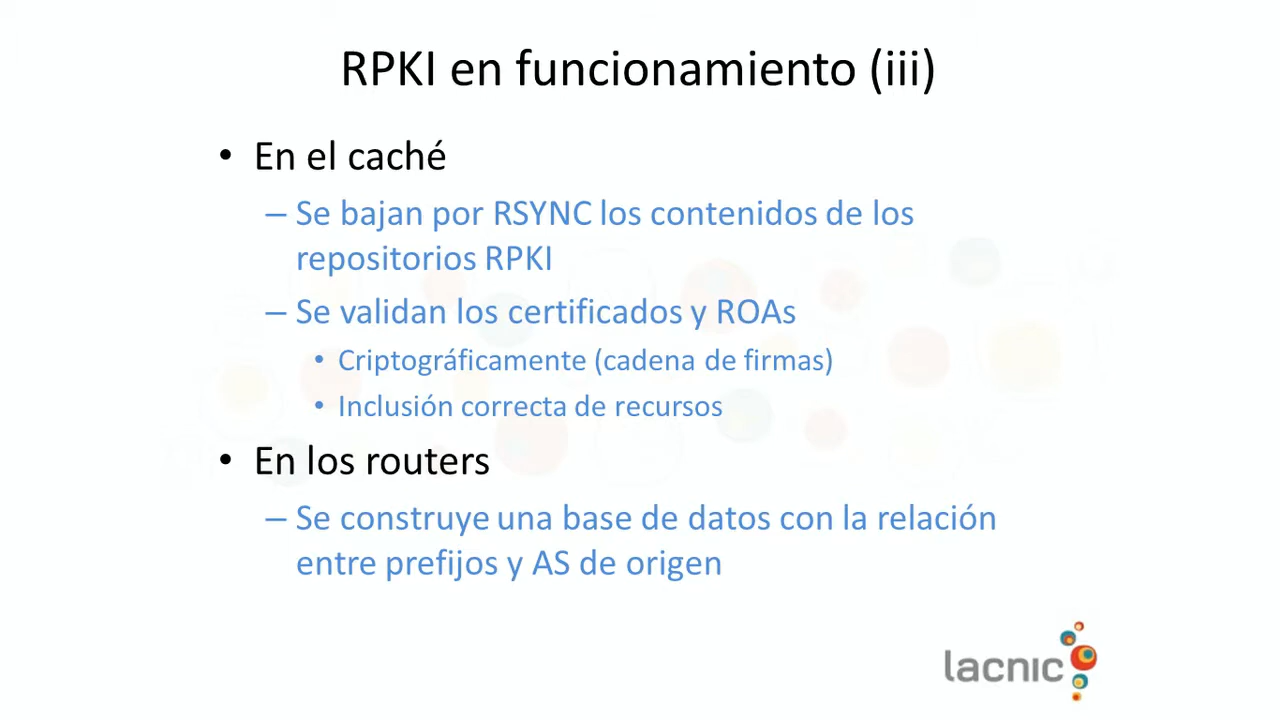 RPKI en funcionamiento (iii)
• En el caché
– Se bajan por RSYNC los contenidos de los
repositorios RPKI
– Se validan los certificados y ROAs
• Criptográficamente (cadena de firmas)
• Inclusión correcta de recursos
• En los routers
– Se construye una base de datos con la relación
entre prefijos y AS de origen
lacnic